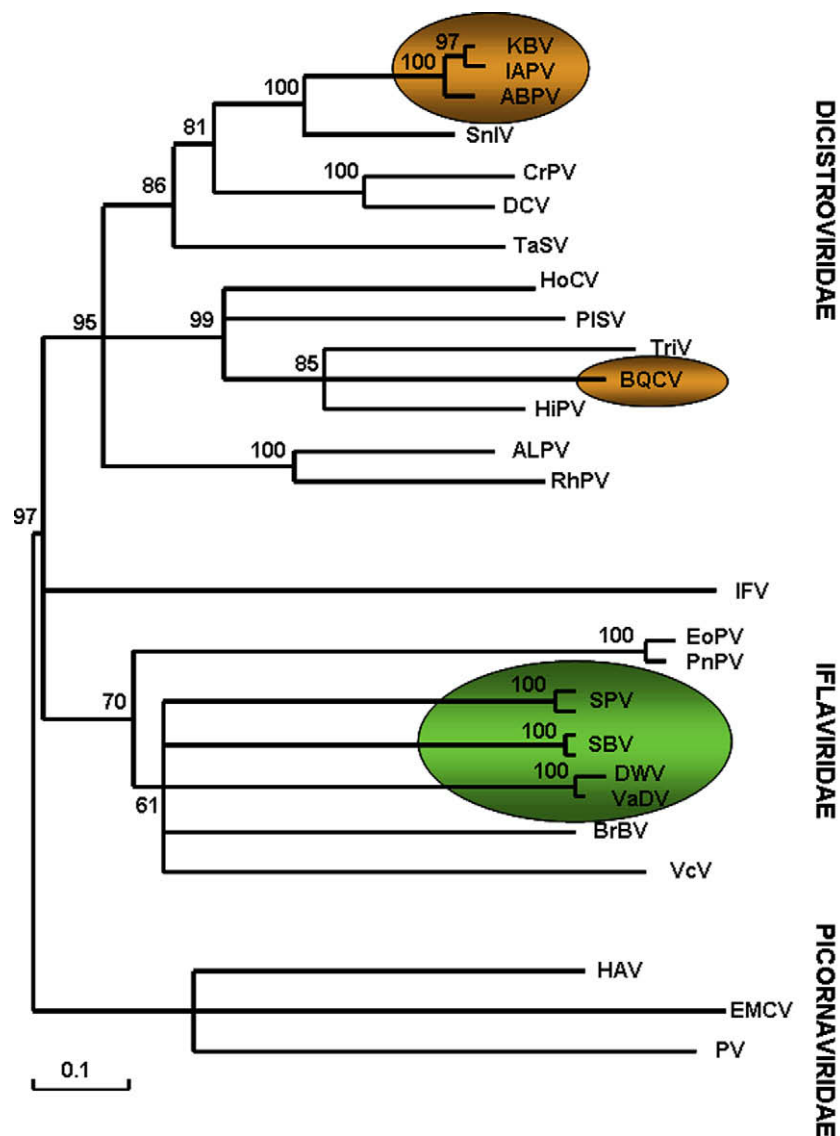 97 KBV
100 IAPV
ABPV
100
SnIV
81
100 CrPV
DCV
86
TaSV
HoCV
95 99 PISV
TriV
85 BQCV
HiPV
100 ALPV
RhPV
97
IFV
100 EoPV
PnPV
70 100 SPV
100 SBV
100 DWV
VaDV
61
BrBV
VcV
HAV
EMCV
PV
0.1
DICISTROVIRIDAE
IFLAVIRIDAE
PICORNAVIRIDAE